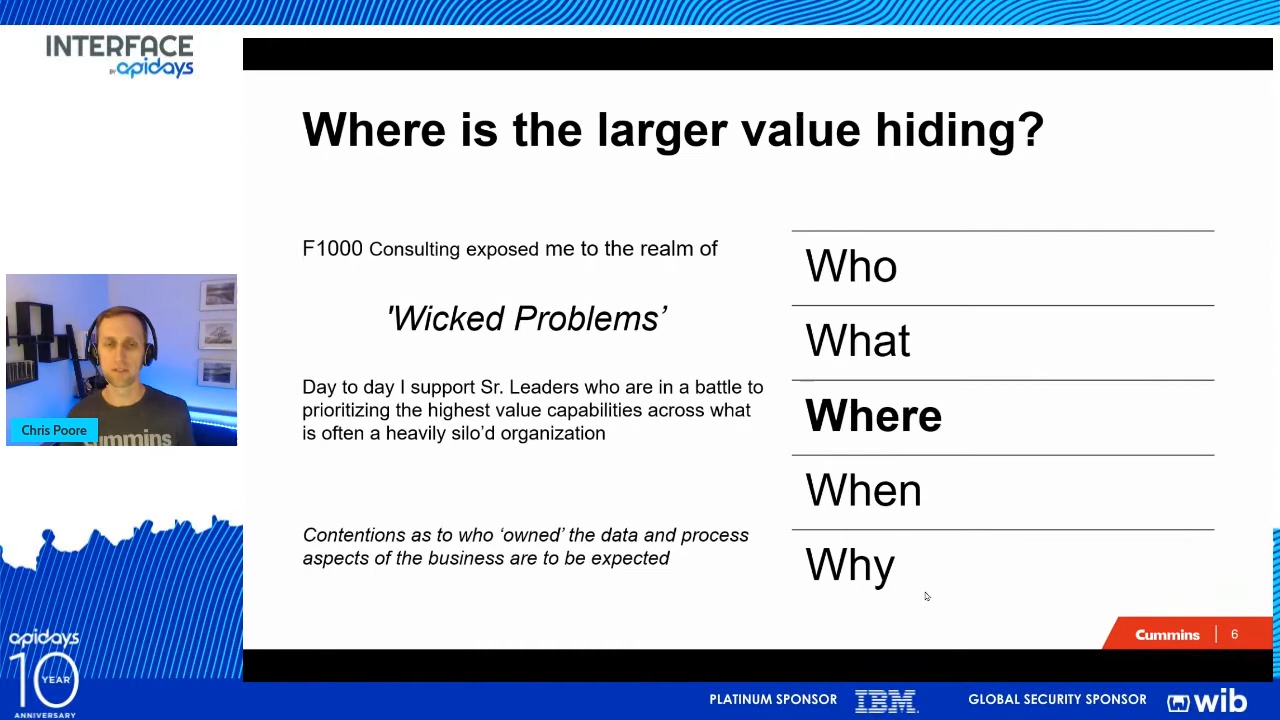 INTERFACE
BY apidays
Where is the larger value hiding?
F1000 Consulting exposed me to the realm of
'Wicked Problems’
Day to day I support Sr. Leaders who are in a battle to
prioritizing the highest value capabilities across what
is often a heavily silo’d organization
Contentions as to who ‘owned’ the data and process
aspects of the business are to be expected
Who
What
Where
When
Why
Cummins
6
Chris Poore
cummins
apidays
10
YEAR
ANNIVERSARY
PLATINUM SPONSOR
IBM
GLOBAL SECURITY SPONSOR
wib